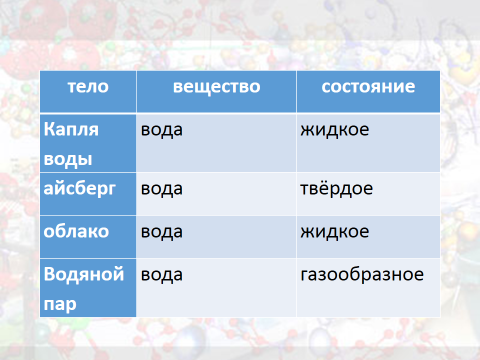 тело вещество состояние
Капля воды вода жидкое
айсберг вода твёрдое
облако вода жидкое
Водяной пар вода газообразное